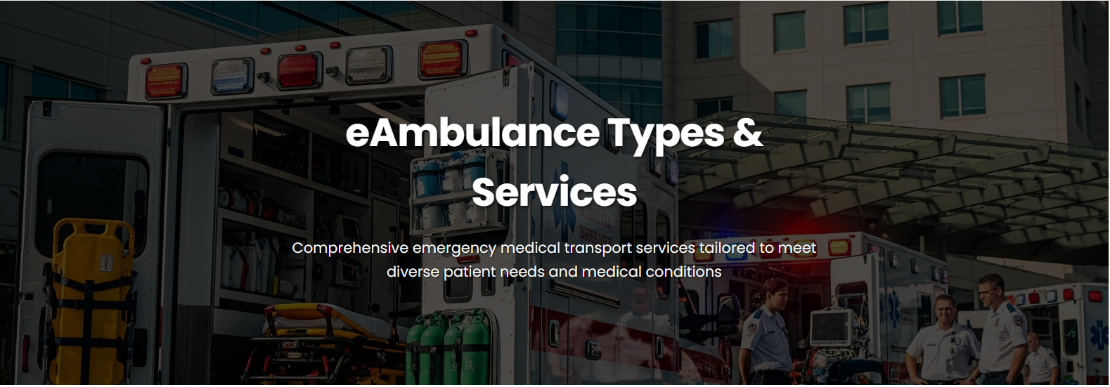 eAmbulance Types &
Services
Comprehensive emergency medical transport services tailored to meet
diverse patient needs and medical conditions